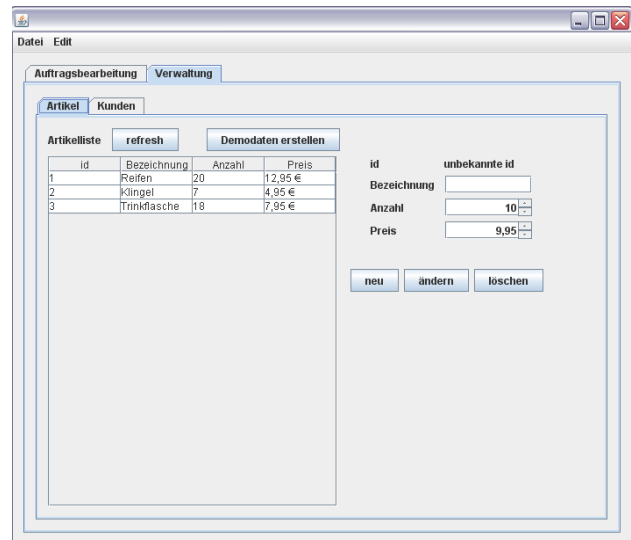 Datei Edit
Auftragsbearbeitung Verwaltung
Artikel Kunden
Artikelliste refresh Demodaten erstellen
id Bezeichnung Anzahl Preis
1 Reifen 20 12,95 €
2 Klingel 7 4,95 €
3 Trinkflasche 18 7,95 €
id unbekannte id
Bezeichnung
Anzahl 10
Preis 9,95
neu ändern löschen